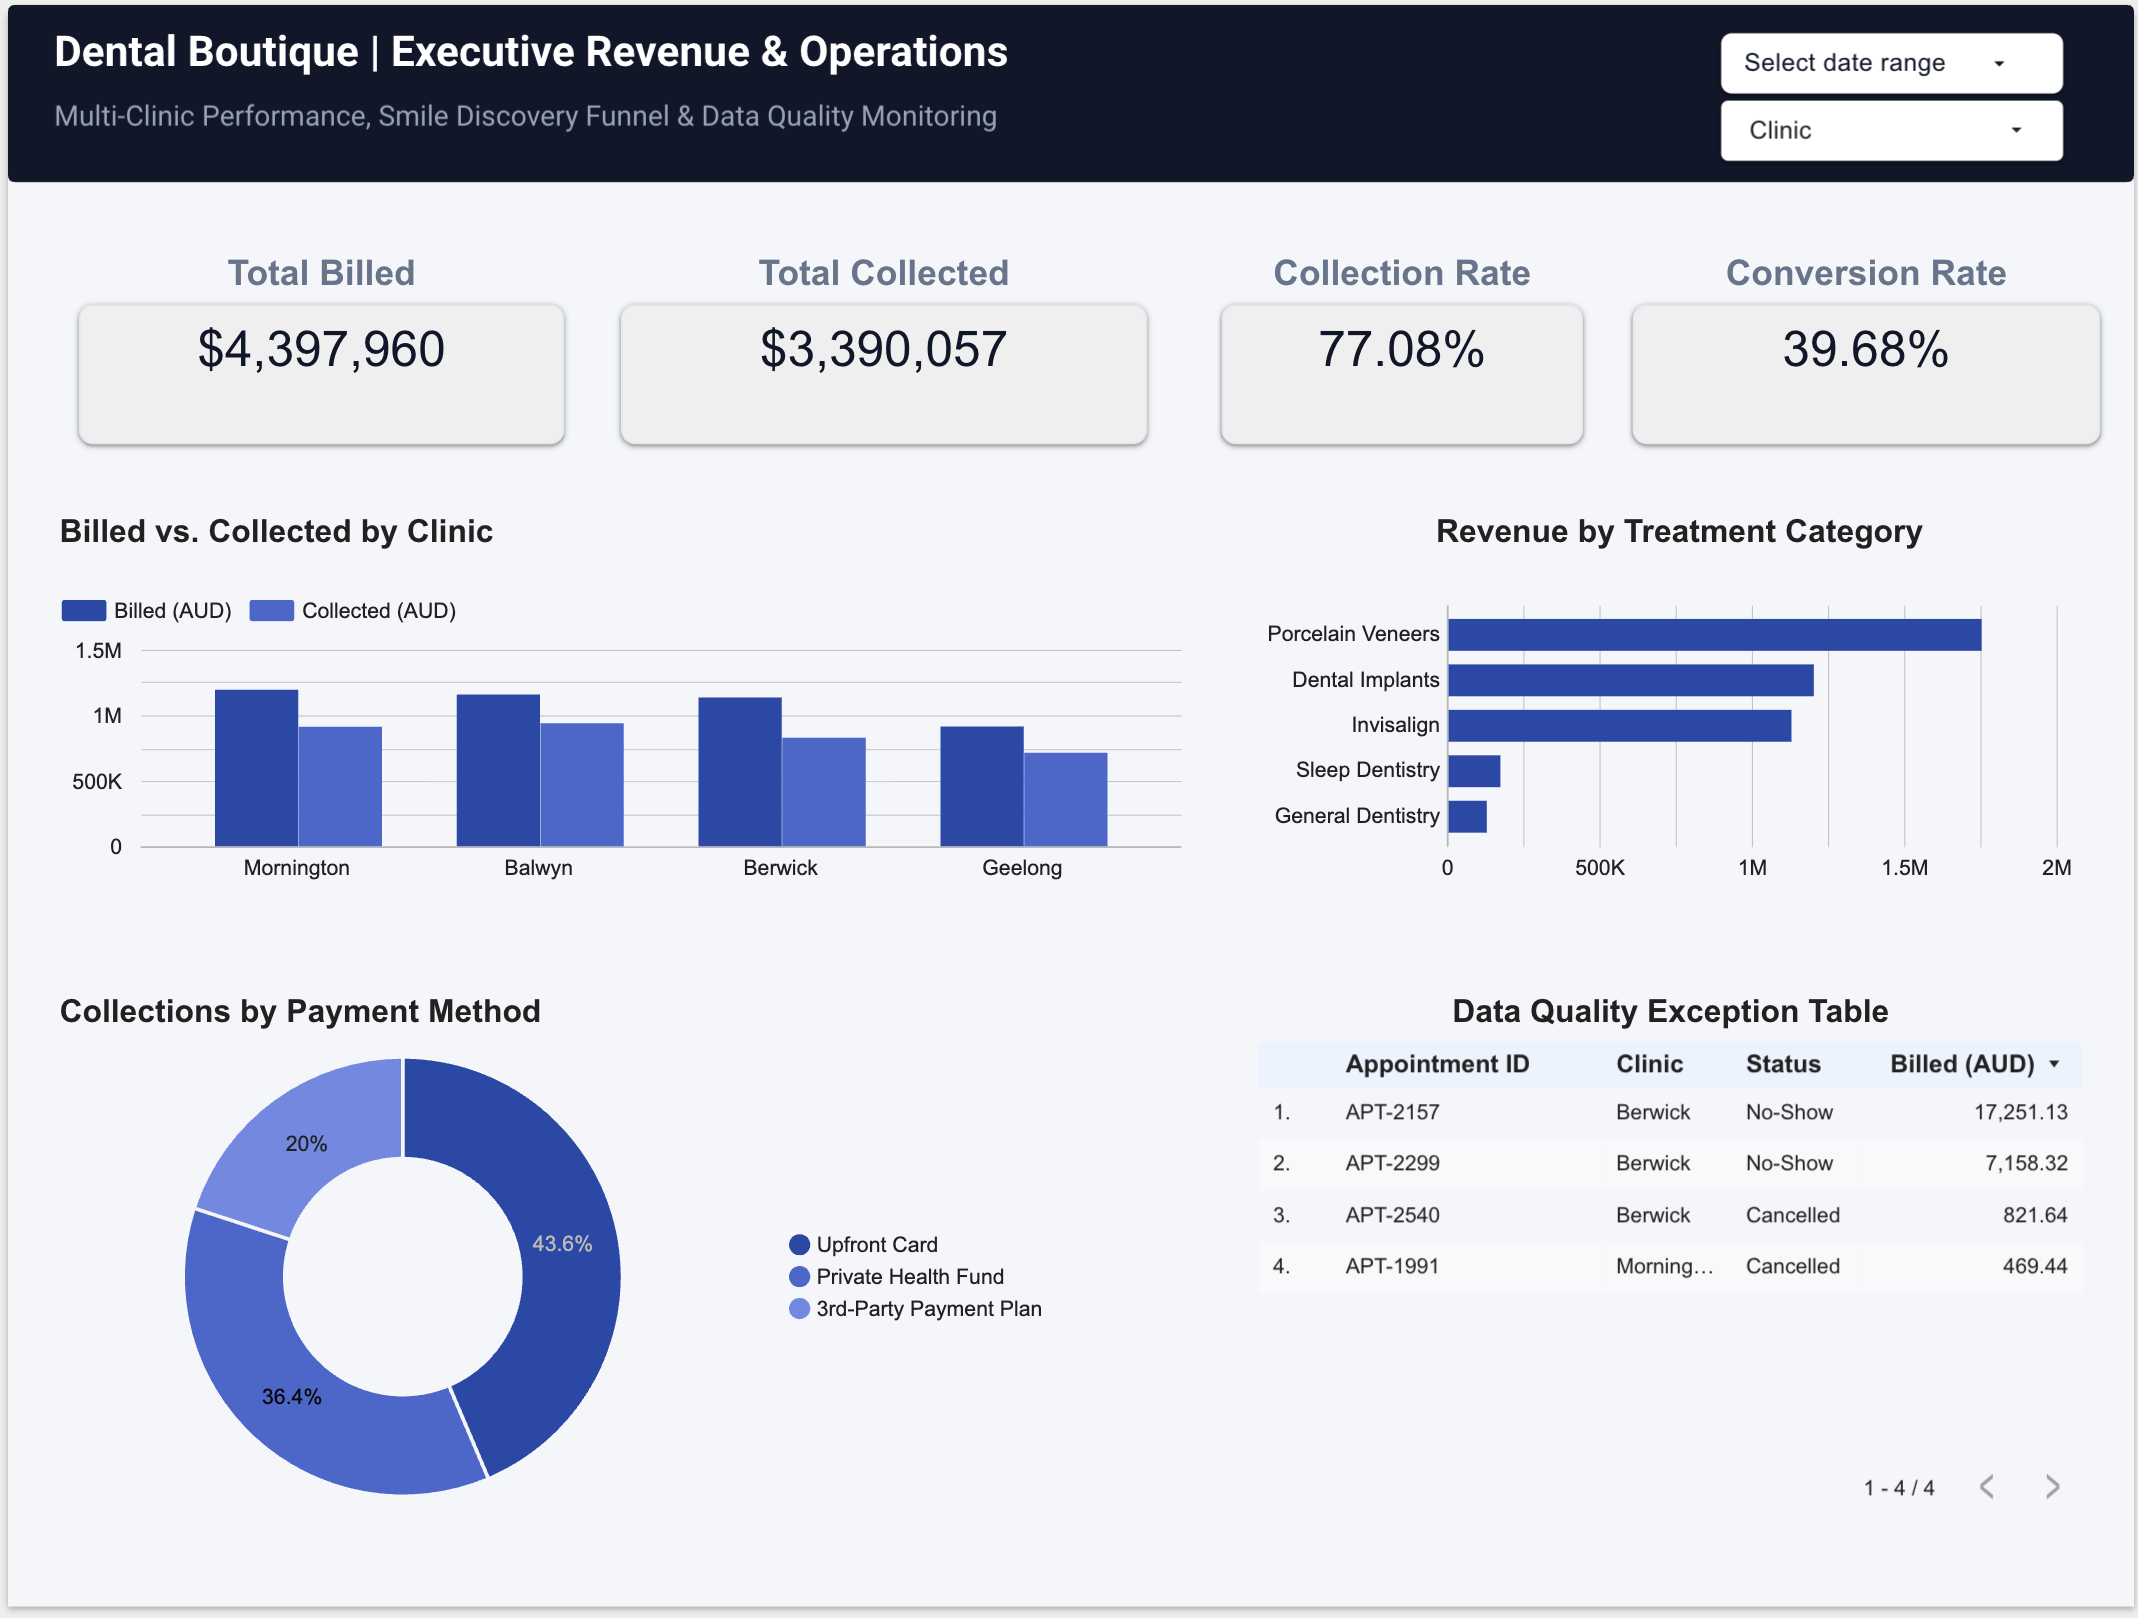 Dental Boutique | Executive Revenue & Operations
Multi-Clinic Performance, Smile Discovery Funnel & Data Quality Monitoring
Select date range
Clinic
Total Billed
$4,397,960
Total Collected
$3,390,057
Collection Rate
77.08%
Conversion Rate
39.68%
Billed vs. Collected by Clinic
Billed (AUD) Collected (AUD)
1.5M
1M
500K
0
Mornington Balwyn Berwick Geelong
Revenue by Treatment Category
Porcelain Veneers
Dental Implants
Invisalign
Sleep Dentistry
General Dentistry
0 500K 1M 1.5M 2M
Collections by Payment Method
20%
43.6%
36.4%
Upfront Card
Private Health Fund
3rd-Party Payment Plan
Data Quality Exception Table
Appointment ID Clinic Status Billed (AUD)
1. APT-2157 Berwick No-Show 17,251.13
2. APT-2299 Berwick No-Show 7,158.32
3. APT-2540 Berwick Cancelled 821.64
4. APT-1991 Morning... Cancelled 469.44
1 - 4 / 4